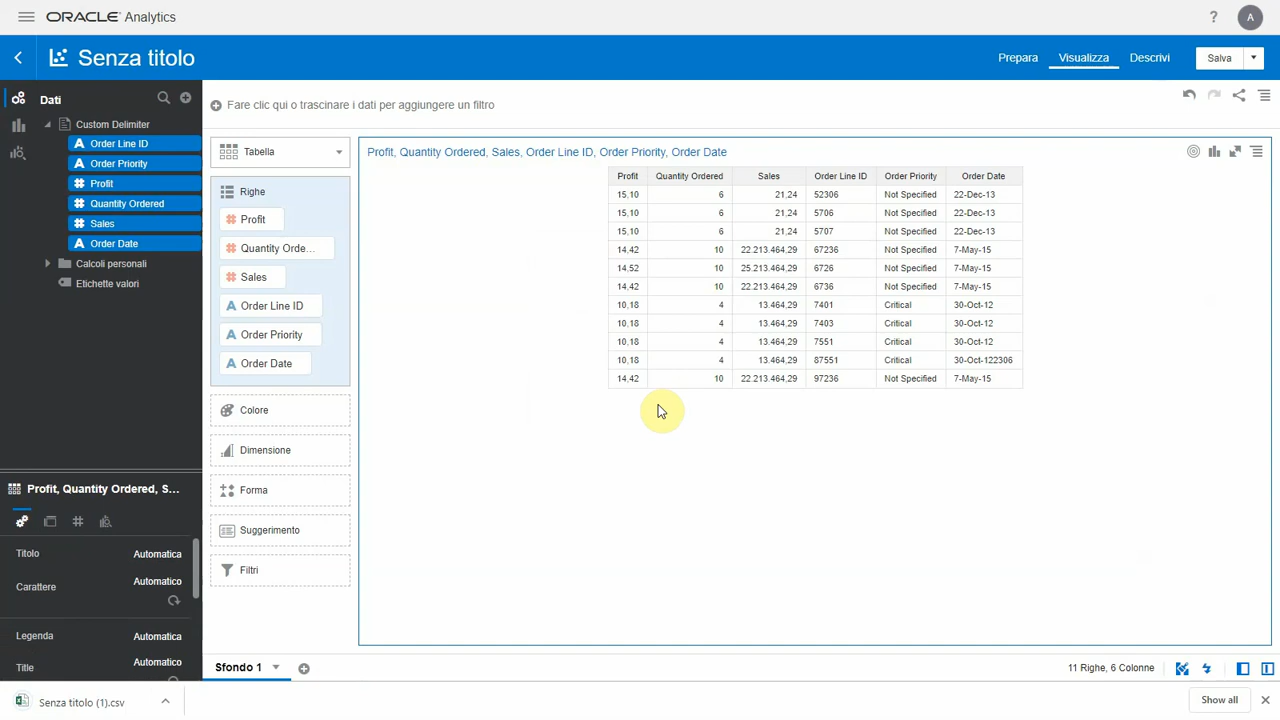 ORACLE Analytics
?
A
Senza titolo
Prepara
Visualizza
Descrivi
Salva
Dati
Custom Delimiter
A Order Line ID
A Order Priority
# Profit
# Quantity Ordered
# Sales
A Order Date
Calcoli personali
Etichette valori
Fare clic qui o trascinare i dati per aggiungere un filtro
Tabella
Righe
# Profit
# Quantity Orde...
# Sales
A Order Line ID
A Order Priority
A Order Date
Colore
Dimensione
Forma
Suggerimento
Filtri
Profit, Quantity Ordered, Sales, Order Line ID, Order Priority, Order Date
Profit Quantity Ordered Sales Order Line ID Order Priority Order Date
15,10 6 21,24 52306 Not Specified 22-Dec-13
15,10 6 21,24 5706 Not Specified 22-Dec-13
15,10 6 21,24 5707 Not Specified 22-Dec-13
14,42 10 22.213.464,29 67236 Not Specified 7-May-15
14,52 10 25.213.464,29 6726 Not Specified 7-May-15
14,42 10 22.213.464,29 6736 Not Specified 7-May-15
10,18 4 13.464,29 7401 Critical 30-Oct-12
10,18 4 13.464,29 7403 Critical 30-Oct-12
10,18 4 13.464,29 7551 Critical 30-Oct-12
10,18 4 13.464,29 87551 Critical 30-Oct-122306
14,42 10 22.213.464,29 97236 Not Specified 7-May-15
Profit, Quantity Ordered, S...
Titolo Automatica
Carattere Automatico
Legenda Automatica
Title Automatico
Sfondo 1
11 Righe, 6 Colonne
Senza titolo (1).csv
Show all